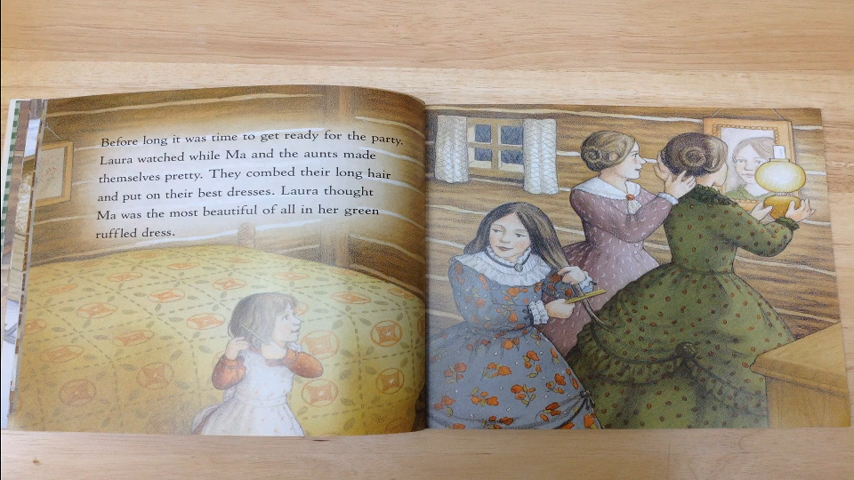 Before long it was time to get ready for the party.
Laura watched while Ma and the aunts made
themselves pretty. They combed their long hair
and put on their best dresses. Laura thought
Ma was the most beautiful of all in her green
ruffled dress.